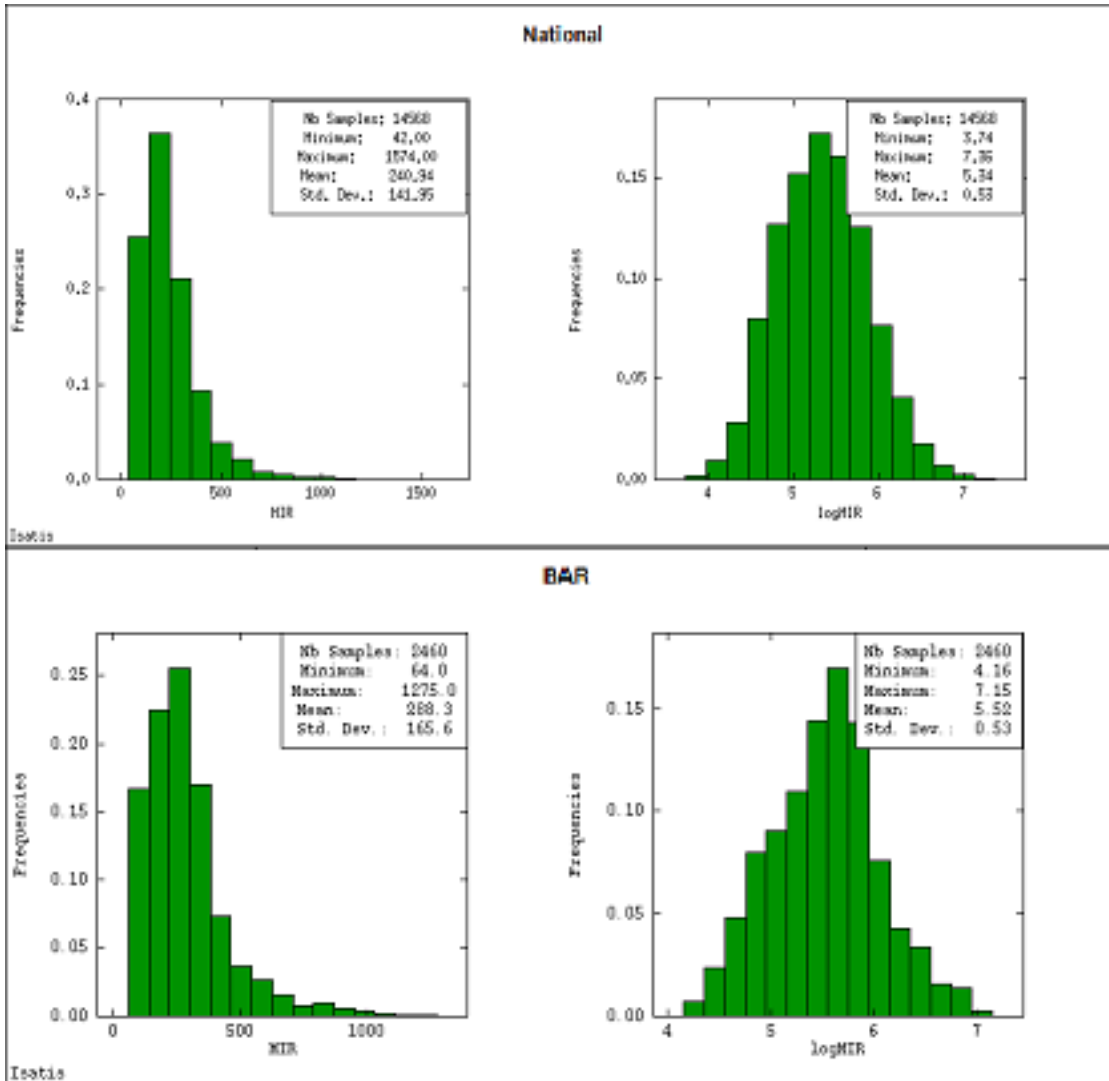 National
0.4
0.3
0.2
0.1
0.0
Frequencies
0
500
1000
1500
MIR
Nb Samples: 14568
Minimum: 42.00
Maximum: 1574.00
Mean: 240.94
Std. Dev.: 141.95
0.15
0.10
0.05
0.00
Frequencies
4
5
6
7
logMIR
Nb Samples: 14568
Minimum: 3.74
Maximum: 7.36
Mean: 5.34
Std. Dev.: 0.53
Isatis
BAR
0.25
0.20
0.15
0.10
0.05
0.00
Frequencies
0
500
1000
MIR
Nb Samples: 2460
Minimum: 64.0
Maximum: 1275.0
Mean: 288.3
Std. Dev.: 165.6
0.15
0.10
0.05
0.00
Frequencies
4
5
6
7
logMIR
Nb Samples: 2460
Minimum: 4.16
Maximum: 7.15
Mean: 5.52
Std. Dev.: 0.53
Isatis